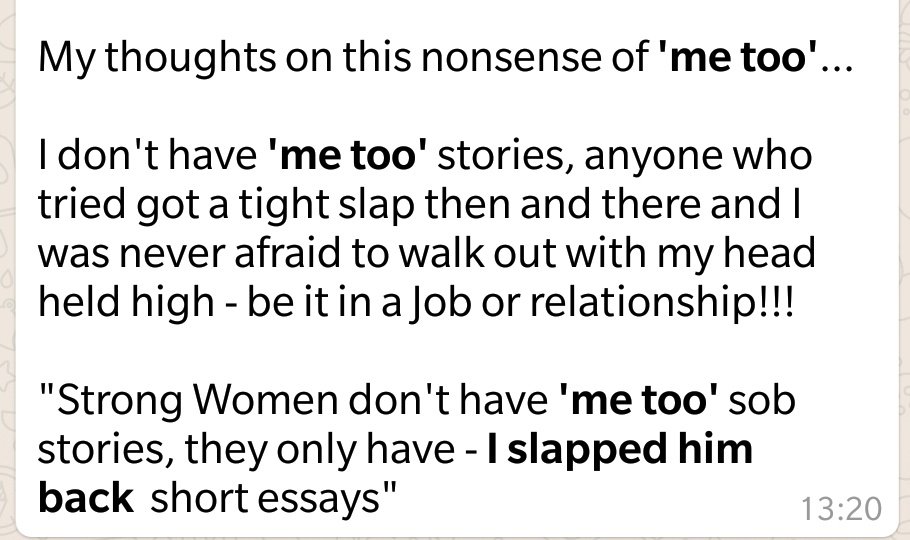 My thoughts on this nonsense of 'me too'...
I don't have 'me too' stories, anyone who
tried got a tight slap then and there and I
was never afraid to walk out with my head
held high - be it in a Job or relationship!!!
"Strong Women don't have 'me too' sob
stories, they only have - I slapped him
back  short essays"
13:20